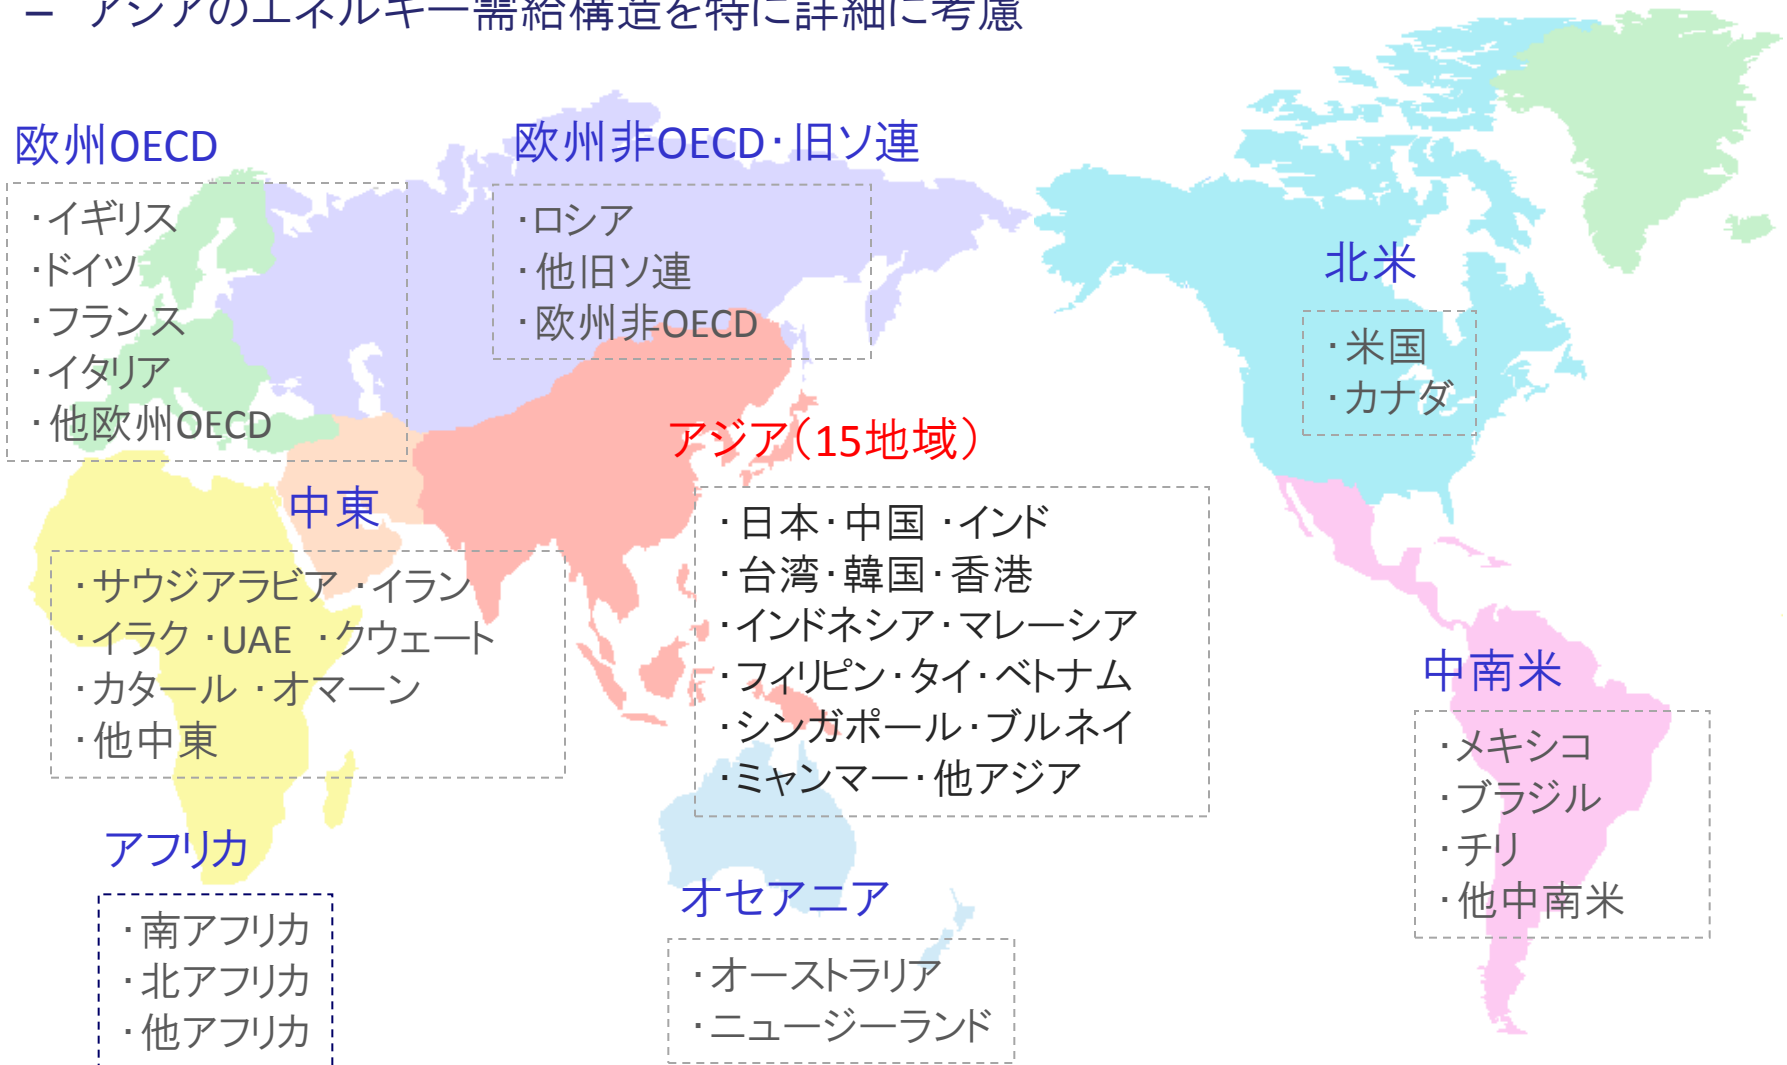 – アジアのエネルギー需給構造を特に詳細に考慮
欧州OECD
・イギリス
・ドイツ
・フランス
・イタリア
・他欧州OECD
欧州非OECD・旧ソ連
・ロシア
・他旧ソ連
・欧州非OECD
北米
・米国
・カナダ
アジア（15地域）
・日本・中国 ・インド
・台湾・韓国・香港
・インドネシア・マレーシア
・フィリピン・タイ・ベトナム
・シンガポール・ブルネイ
・ミャンマー・他アジア
中東
・サウジアラビア ・イラン
・イラク ・UAE ・クウェート
・カタール ・オマーン
・他中東
中南米
・メキシコ
・ブラジル
・チリ
・他中南米
アフリカ
・南アフリカ
・北アフリカ
・他アフリカ
オセアニア
・オーストラリア
・ニュージーランド